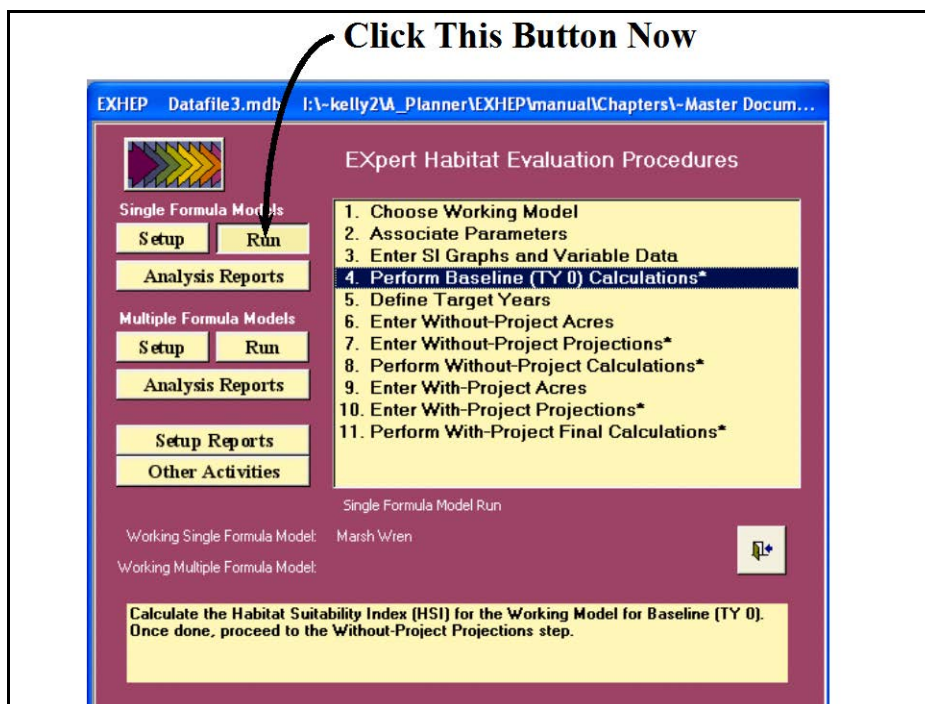 Click This Button Now
EXHEP Datafile3.mdb I:\~kelly2\A_Planner\EXHEP\manual\Chapters\~Master Docum...
EXpert Habitat Evaluation Procedures
Single Formula Models
Setup Run
Analysis Reports
Multiple Formula Models
Setup Run
Analysis Reports
Setup Reports
Other Activities
1. Choose Working Model
2. Associate Parameters
3. Enter SI Graphs and Variable Data
4. Perform Baseline (TY 0) Calculations*
5. Define Target Years
6. Enter Without-Project Acres
7. Enter Without-Project Projections*
8. Perform Without-Project Calculations*
9. Enter With-Project Acres
10. Enter With-Project Projections*
11. Perform With-Project Final Calculations*
Single Formula Model Run
Working Single Formula Model: Marsh Wren
Working Multiple Formula Model:
Calculate the Habitat Suitability Index (HSI) for the Working Model for Baseline (TY 0).
Once done, proceed to the Without-Project Projections step.